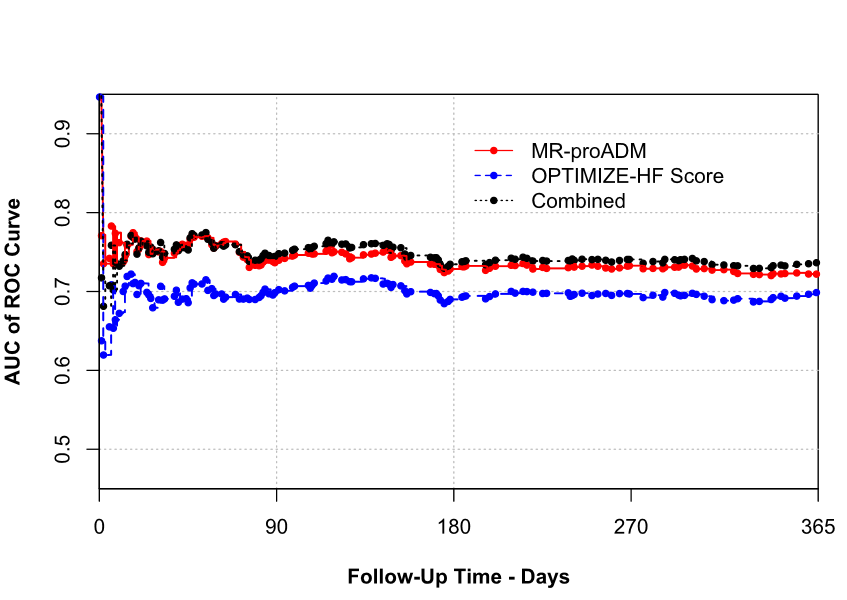 AUC of ROC Curve
0.9
0.8
0.7
0.6
0.5
MR-proADM
OPTIMIZE-HF Score
Combined
0 90 180 270 365
Follow-Up Time - Days